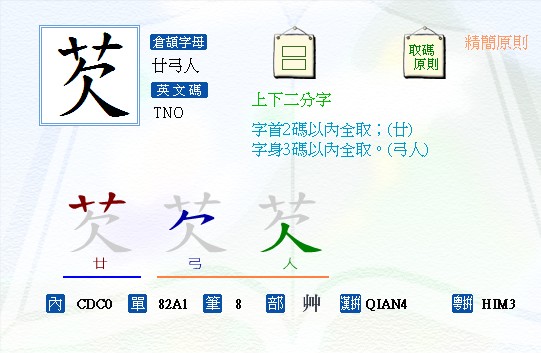 芡
倉頡字母
廿弓人
英文碼
TNO
取碼
原則
精簡原則
上下二分字
字首2碼以內全取；(廿)
字身3碼以內全取。(弓人)
芡 芡 芡
廿 弓 人
內 CDC0 單 82A1 筆 8 部 艸 漢拼 QIAN4 粵拼 HIM3